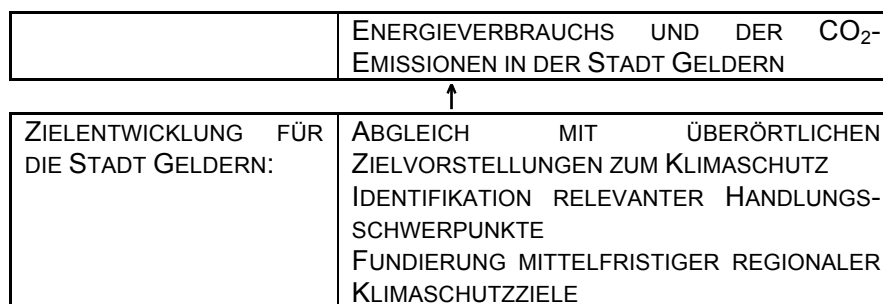 ENERGIEVERBRAUCHS UND DER CO₂-
EMISSIONEN IN DER STADT GELDERN
ZIELENTWICKLUNG FÜR
DIE STADT GELDERN:
ABGLEICH MIT ÜBERÖRTLICHEN
ZIELVORSTELLUNGEN ZUM KLIMASCHUTZ
IDENTIFIKATION RELEVANTER HANDLUNGS-
SCHWERPUNKTE
FUNDIERUNG MITTELFRISTIGER REGIONALER
KLIMASCHUTZZIELE